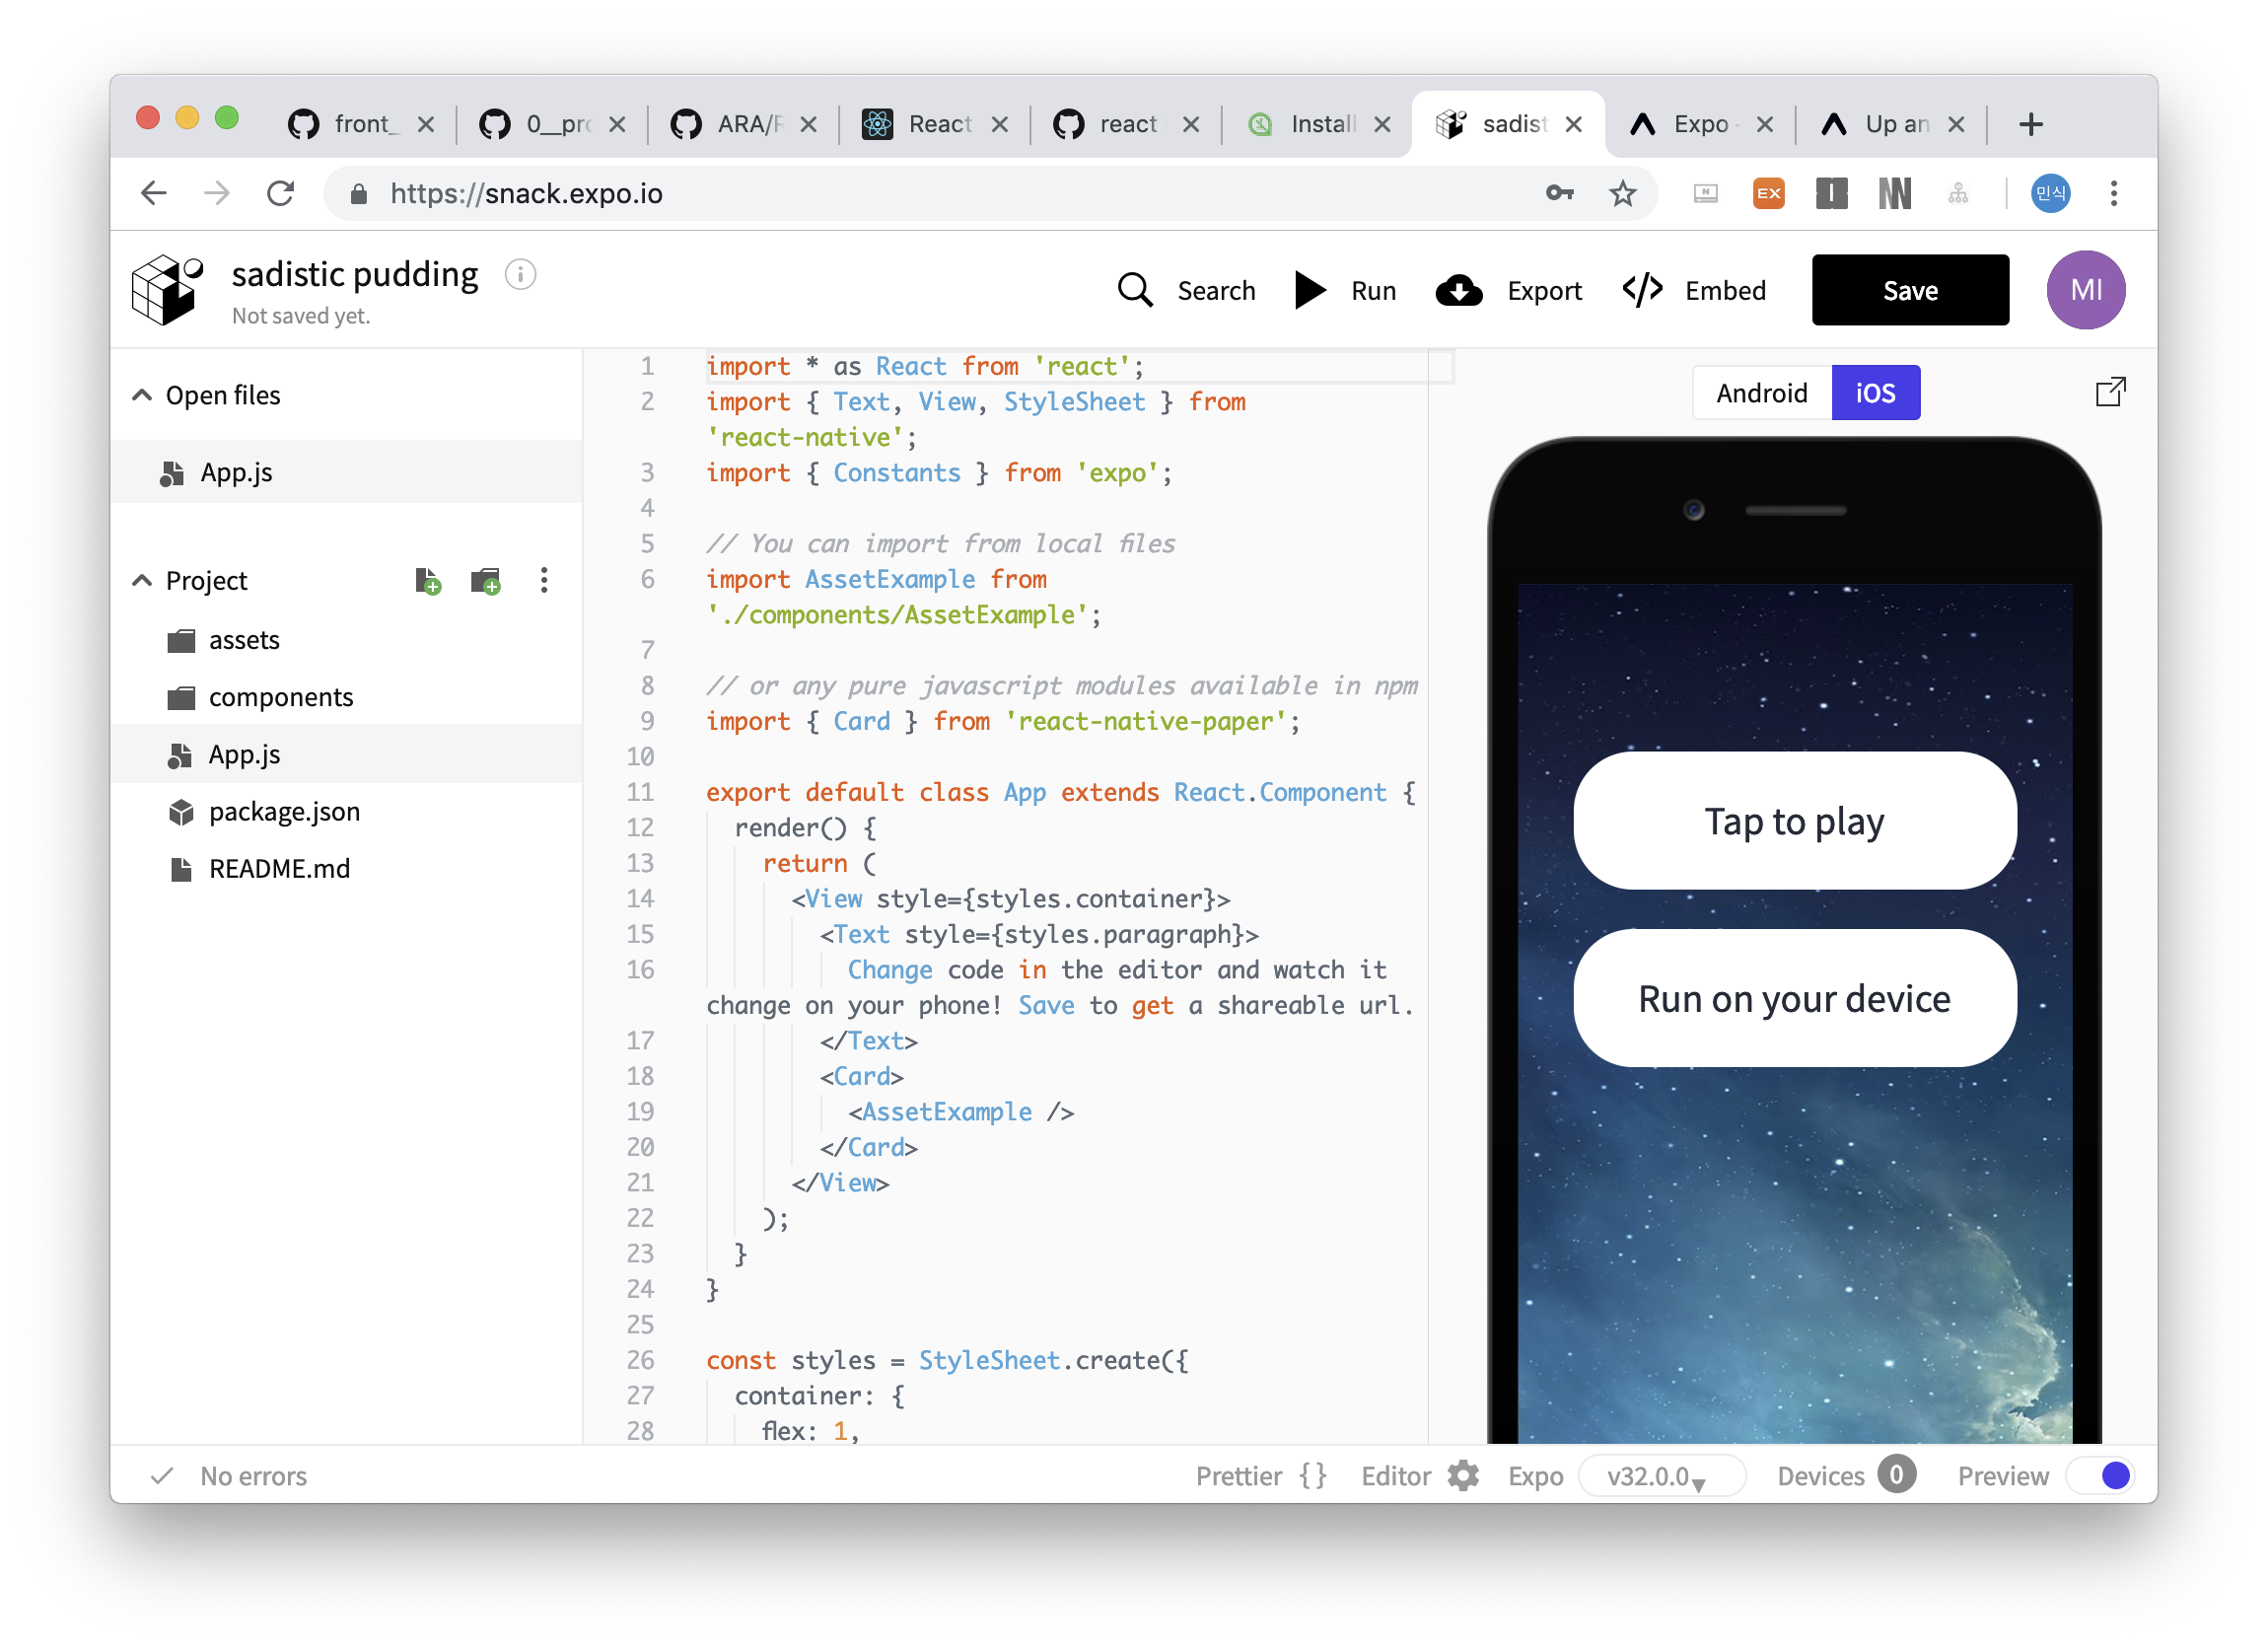 front_
0__pro
ARA/R
React
react
Install
sadist
Expo -
Up an
https://snack.expo.io
EX
N
민식
sadistic pudding
Not saved yet.
Search
Run
Export
Embed
Save
MI
Open files
App.js
Project
assets
components
App.js
package.json
README.md
1 import * as React from 'react';
2 import { Text, View, StyleSheet } from
'react-native';
3 import { Constants } from 'expo';
4
5 // You can import from local files
6 import AssetExample from
'./components/AssetExample';
7
8 // or any pure javascript modules available in npm
9 import { Card } from 'react-native-paper';
10
11 export default class App extends React.Component {
12 render() {
13 return (
14 <View style={styles.container}>
15 <Text style={styles.paragraph}>
16 Change code in the editor and watch it
change on your phone! Save to get a shareable url.
17 </Text>
18 <Card>
19 <AssetExample />
20 </Card>
21 </View>
22 );
23 }
24 }
25
26 const styles = StyleSheet.create({
27 container: {
28 flex: 1,
Android
iOS
Tap to play
Run on your device
No errors
Prettier {}
Editor
Expo
v32.0.0
Devices 0
Preview